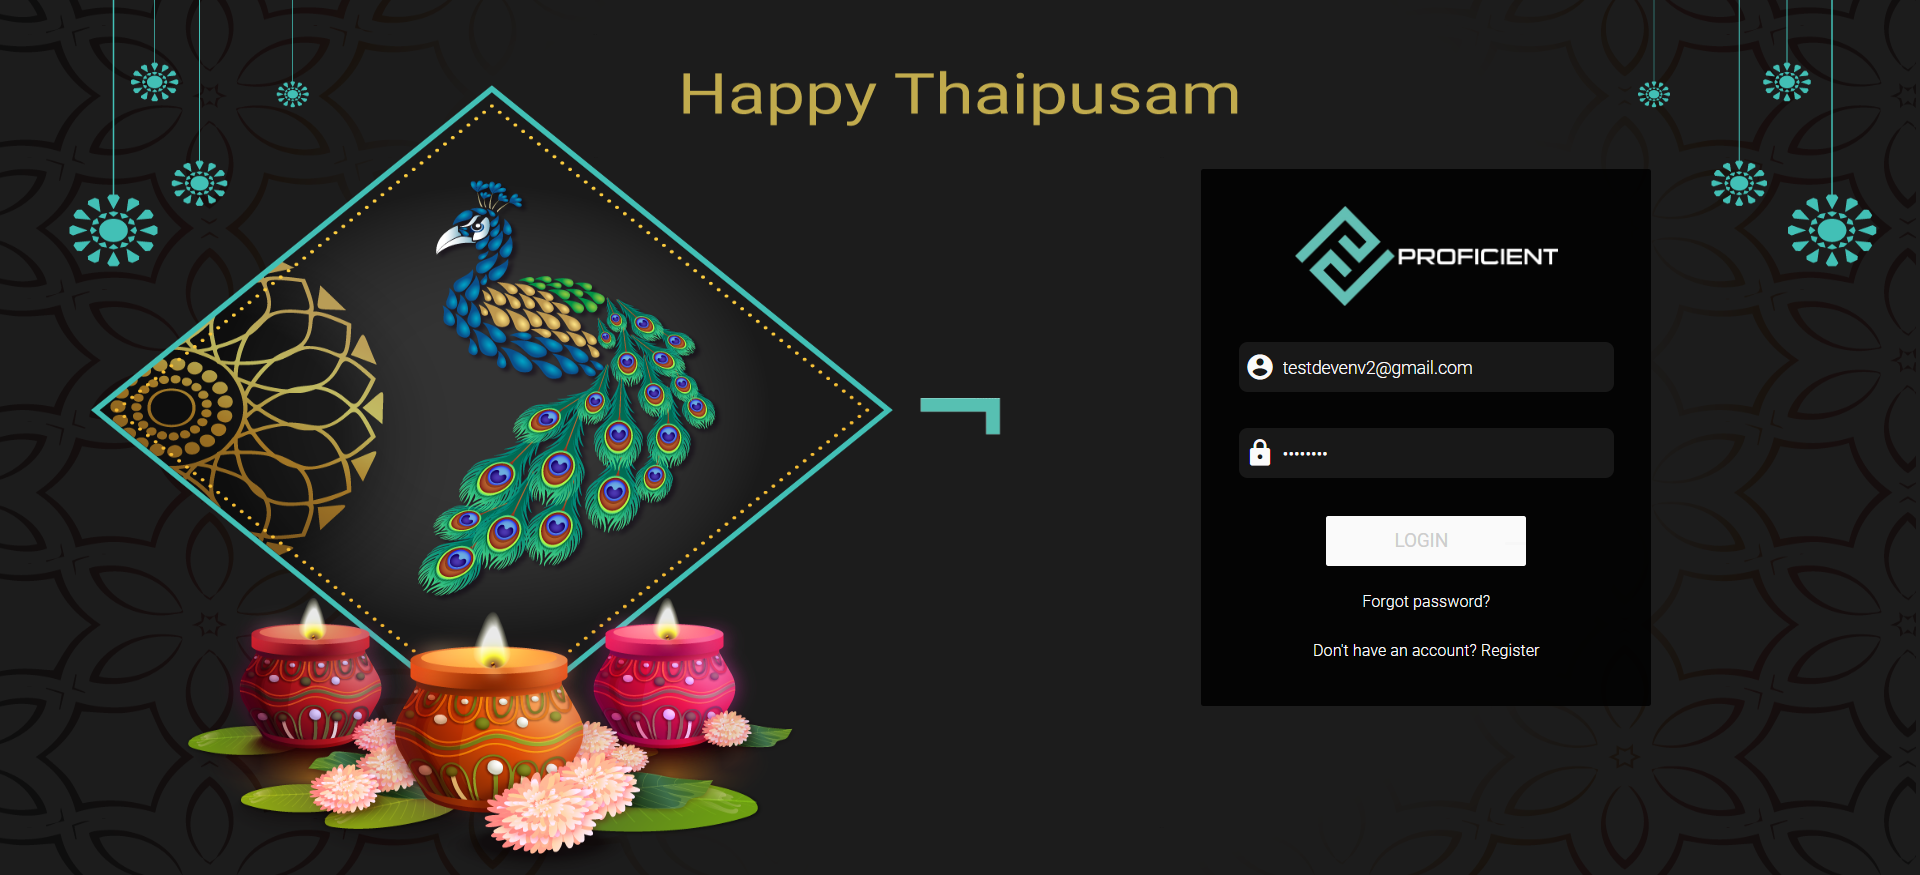 Happy Thaipusam
PROFICIENT
testdevenv2@gmail.com
••••••••
LOGIN
Forgot password?
Don't have an account? Register